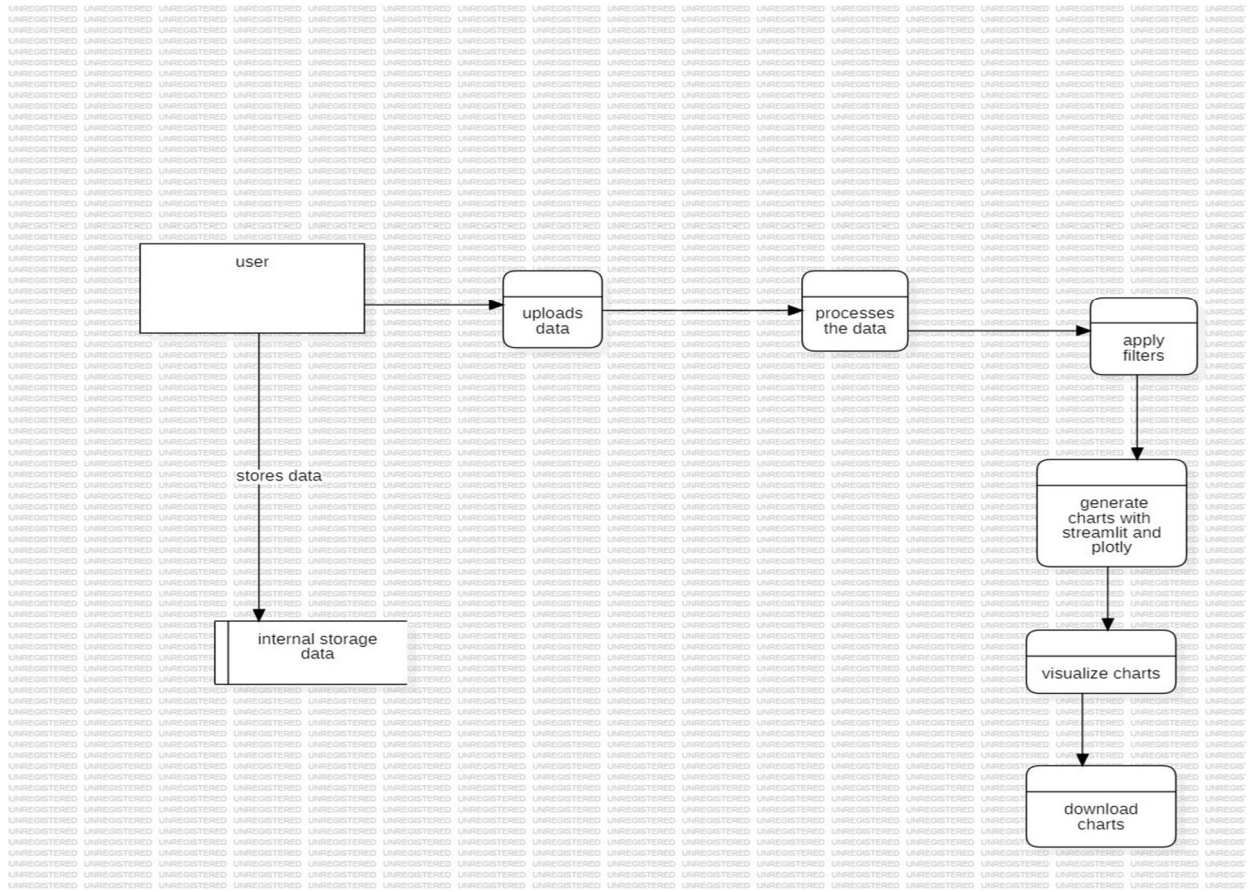 user
uploads
data
processes
the data
apply
filters
stores data
generate
charts with
streamlit and
plotly
internal storage
data
visualize charts
download
charts
UNREGISTERED